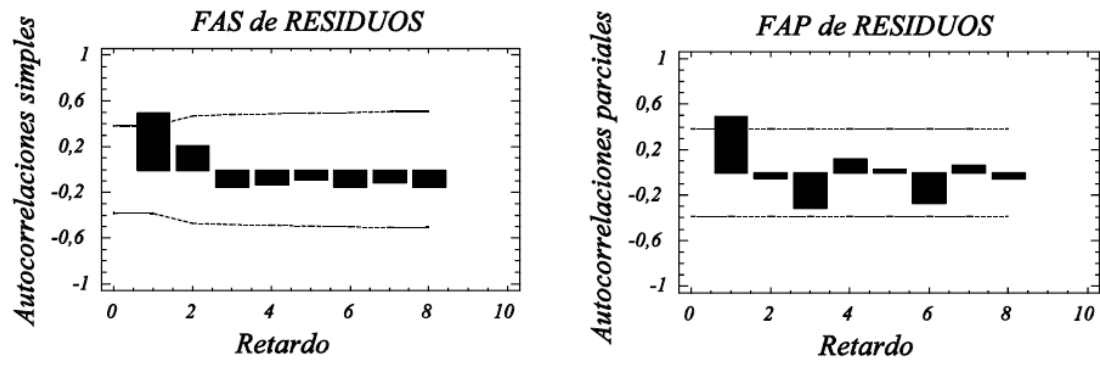 FAS de RESIDUOS
Autocorrelaciones simples
1
0,6
0,2
-0,2
-0,6
-1
0 2 4 6 8 10
Retardo
FAP de RESIDUOS
Autocorrelaciones parciales
1
0,6
0,2
-0,2
-0,6
-1
0 2 4 6 8 10
Retardo